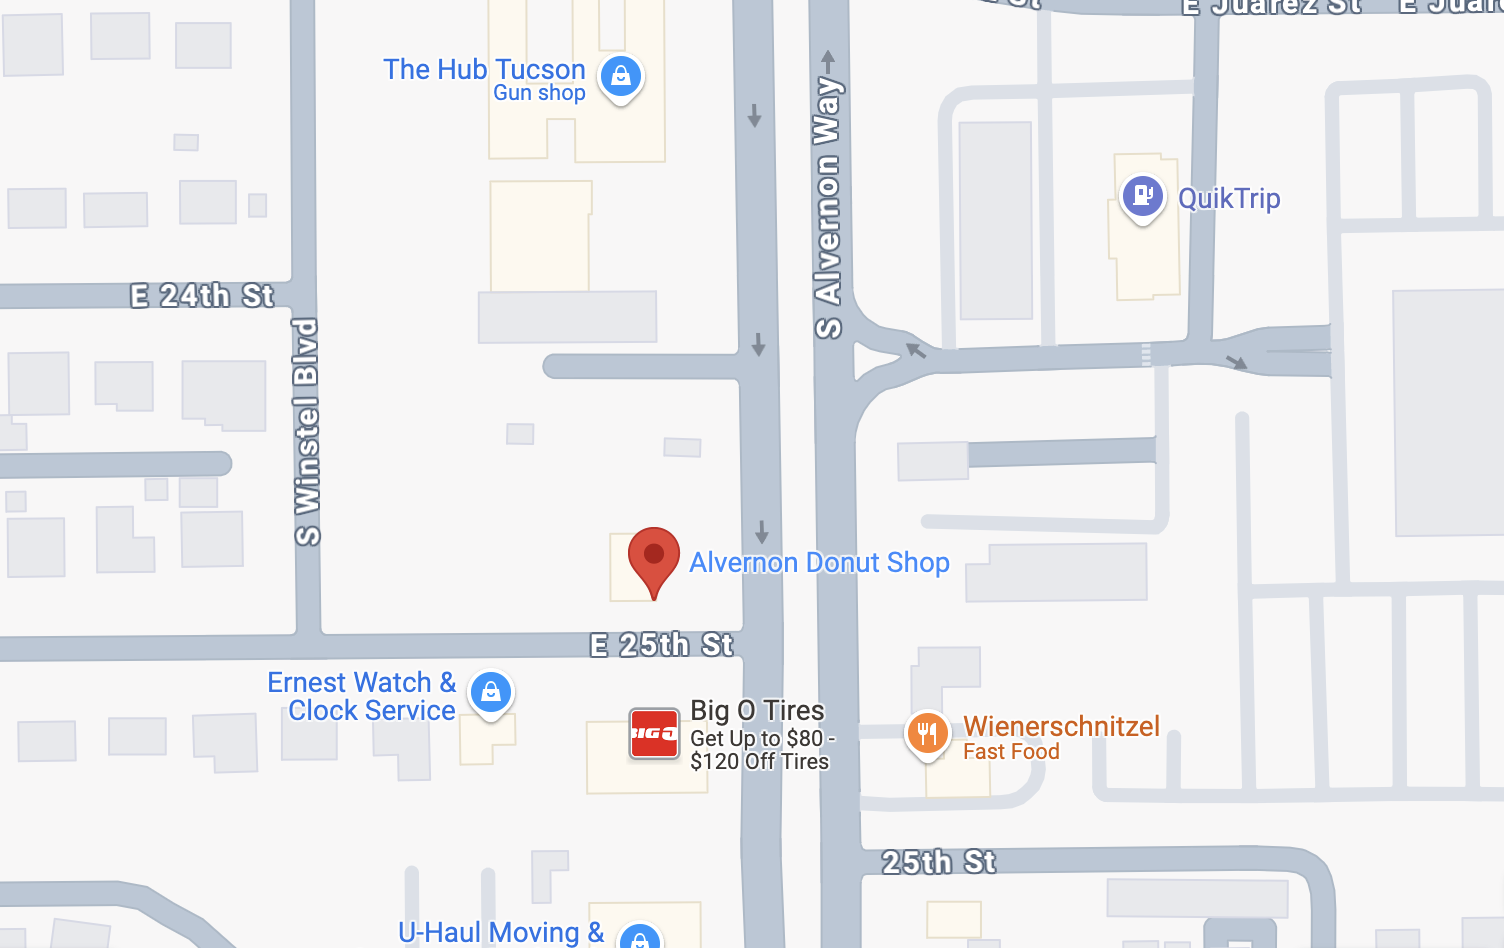 E Juarez St
The Hub Tucson
Gun shop
S Alvernon Way
QuikTrip
E 24th St
S Winstel Blvd
Alvernon Donut Shop
E 25th St
Ernest Watch &
Clock Service
BIG O
Big O Tires
Get Up to $80 -
$120 Off Tires
Wienerschnitzel
Fast Food
25th St
U-Haul Moving &